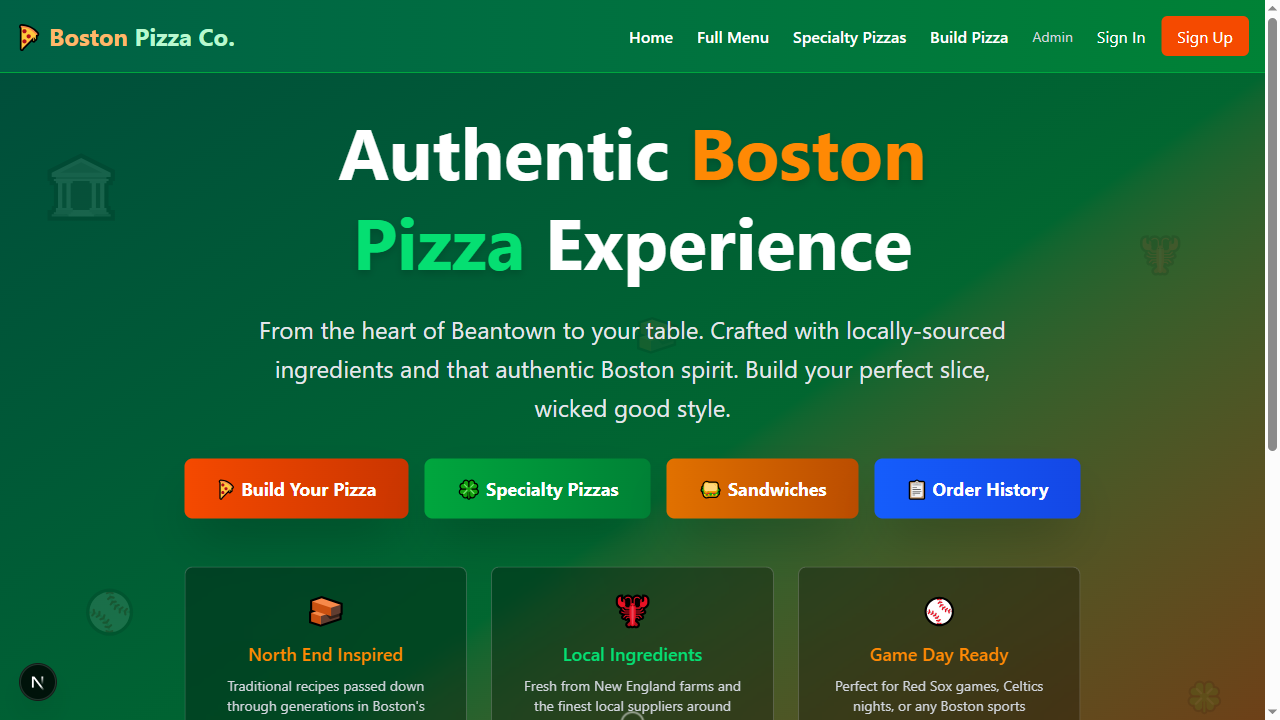 Boston Pizza Co.
Home
Full Menu
Specialty Pizzas
Build Pizza
Admin
Sign In
Sign Up
Authentic Boston
Pizza Experience
From the heart of Beantown to your table. Crafted with locally-sourced
ingredients and that authentic Boston spirit. Build your perfect slice,
wicked good style.
Build Your Pizza
Specialty Pizzas
Sandwiches
Order History
North End Inspired
Traditional recipes passed down
through generations in Boston's
Local Ingredients
Fresh from New England farms and
the finest local suppliers around
Game Day Ready
Perfect for Red Sox games, Celtics
nights, or any Boston sports
N